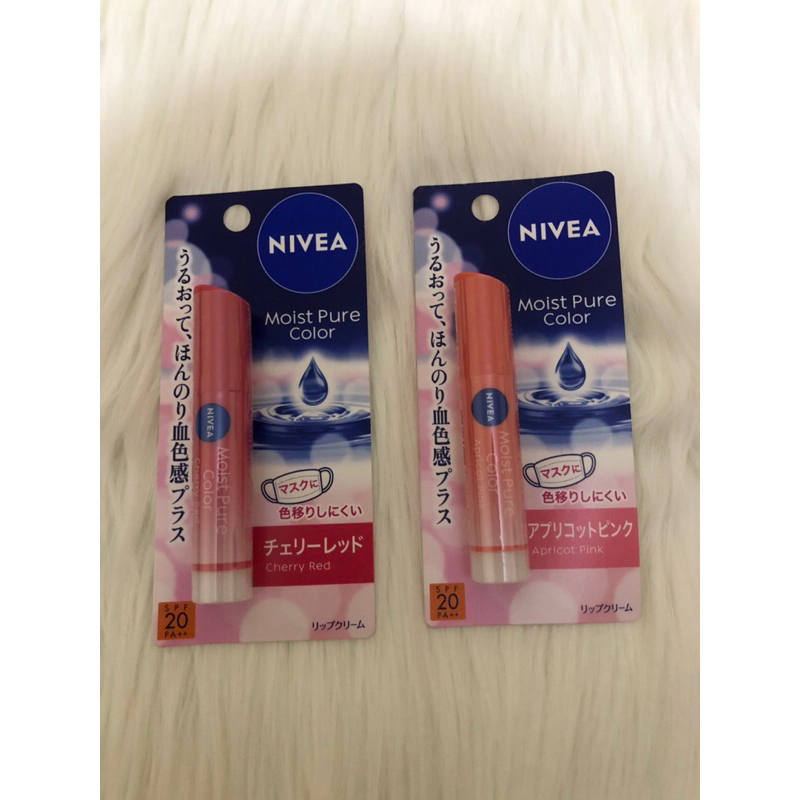 NIVEA
Moist Pure
Color
うるおって、ほんのり血色感プラス
NIVEA
Moist Pure
Color
マスクに
色移りしにくい
チェリーレッド
Cherry Red
SPF
20
PA++
リップクリーム
NIVEA
Moist Pure
Color
うるおって、ほんのり血色感プラス
NIVEA
Moist Pure
Color
Apricot Pink
マスクに
色移りしにくい
アプリコットピンク
Apricot Pink
SPF
20
PA++
リップクリーム